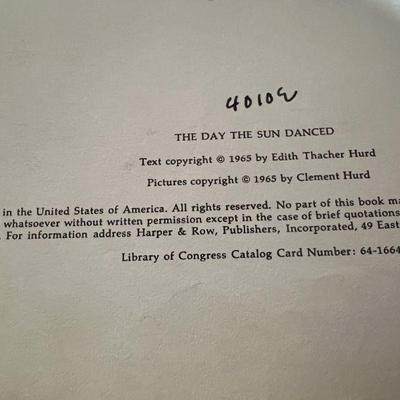 THE DAY THE SUN DANCED
Text copyright © 1965 by Edith Thacher Hurd
Pictures copyright © 1965 by Clement Hurd
in the United States of America. All rights reserved. No part of this book
whatsoever without written permission except in the case of brief quotations
For information address Harper & Row, Publishers, Incorporated, 49 East
Library of Congress Catalog Card Number: 64-1664